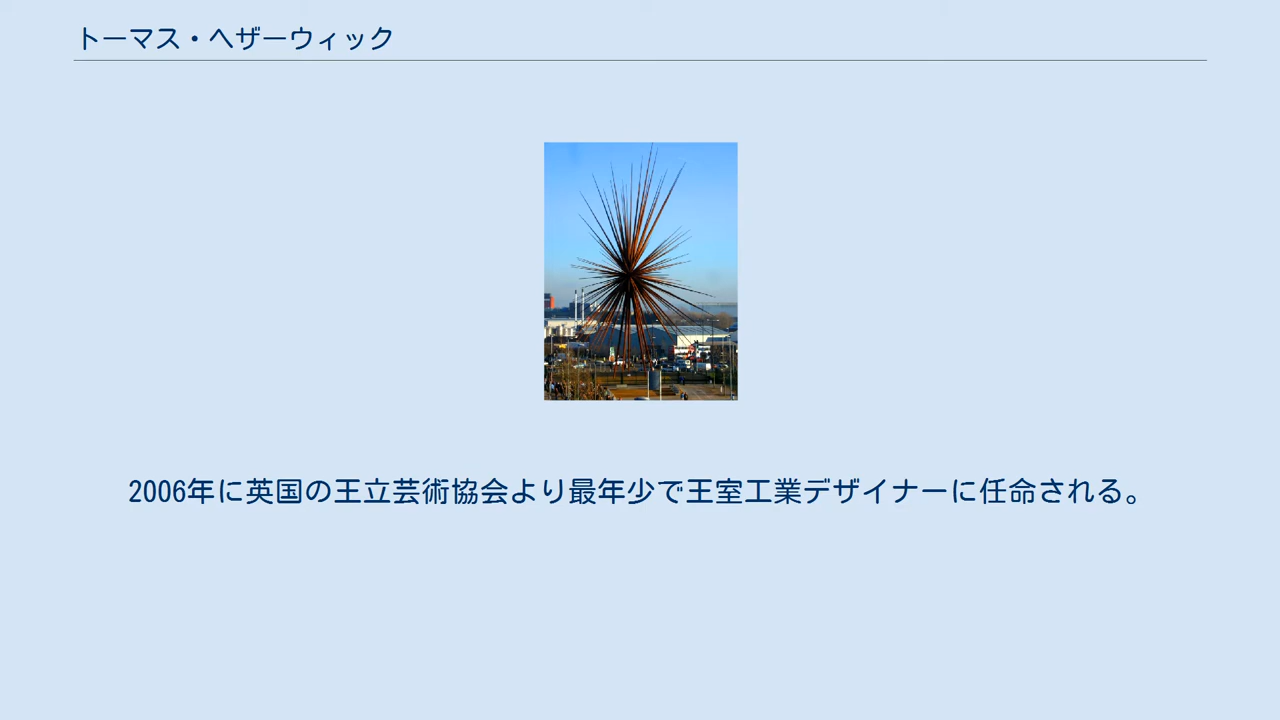 トーマス・ヘザーウィック
2006年に英国の王立芸術協会より最年少で王室工業デザイナーに任命される。